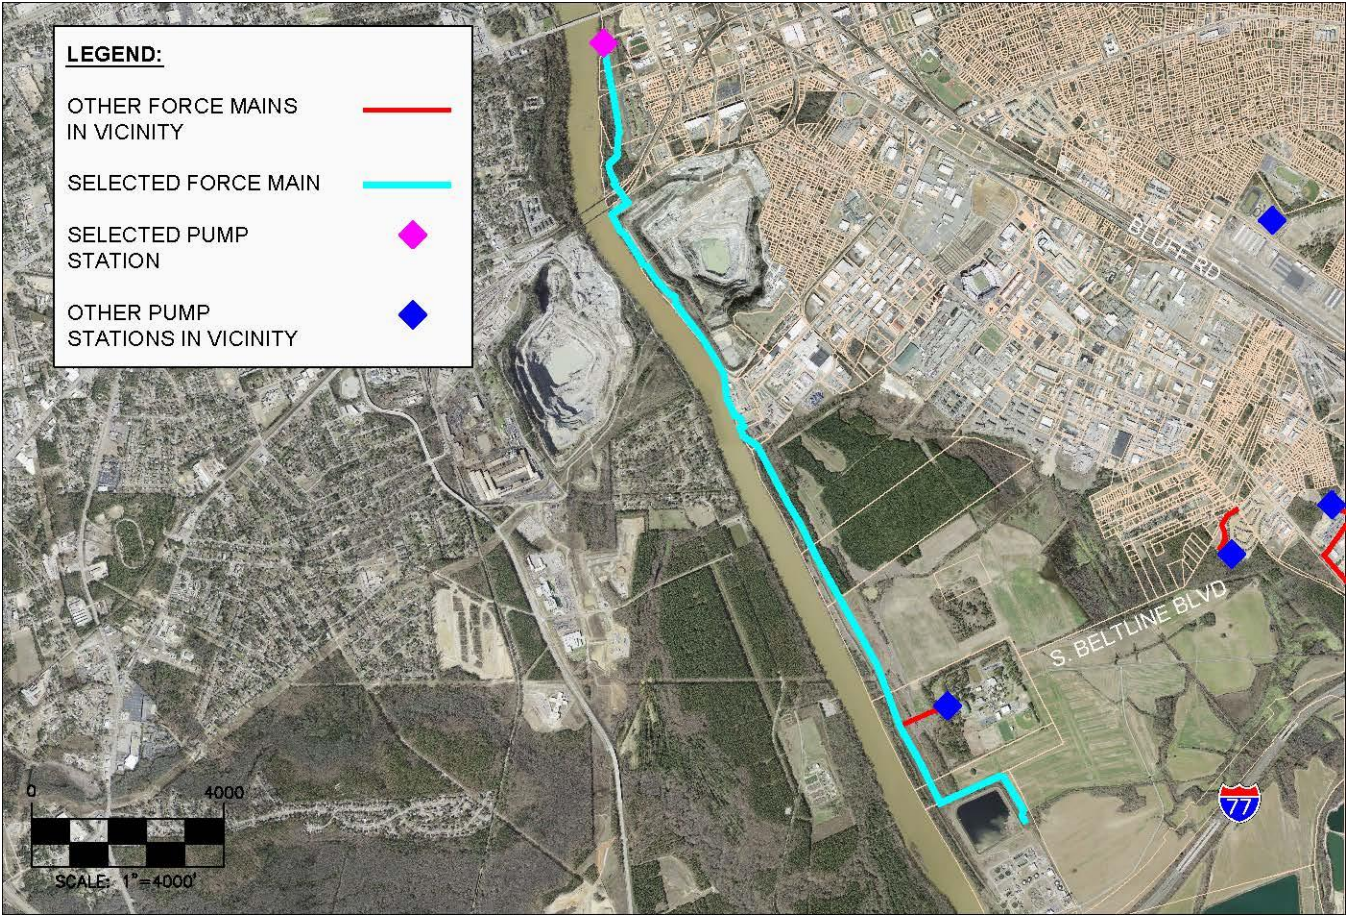 LEGEND:
OTHER FORCE MAINS
IN VICINITY
SELECTED FORCE MAIN
SELECTED PUMP
STATION
OTHER PUMP
STATIONS IN VICINITY
BLUFF RD
S. BELTLINE BLVD
77
0 4000
SCALE: 1"=4000'